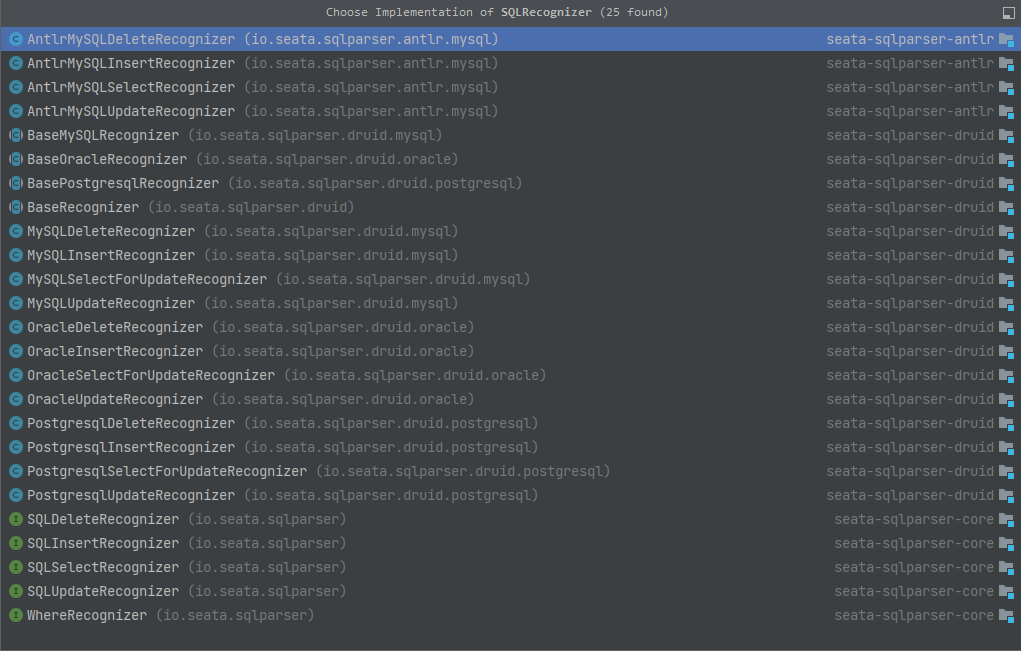 Choose Implementation of SQLRecognizer (25 found)
C AntlrMySQLDeleteRecognizer (io.seata.sqlparser.antlr.mysql) seata-sqlparser-antlr
C AntlrMySQLInsertRecognizer (io.seata.sqlparser.antlr.mysql) seata-sqlparser-antlr
C AntlrMySQLSelectRecognizer (io.seata.sqlparser.antlr.mysql) seata-sqlparser-antlr
C AntlrMySQLUpdateRecognizer (io.seata.sqlparser.antlr.mysql) seata-sqlparser-antlr
C BaseMySQLRecognizer (io.seata.sqlparser.druid.mysql) seata-sqlparser-druid
C BaseOracleRecognizer (io.seata.sqlparser.druid.oracle) seata-sqlparser-druid
C BasePostgresqlRecognizer (io.seata.sqlparser.druid.postgresql) seata-sqlparser-druid
C BaseRecognizer (io.seata.sqlparser.druid) seata-sqlparser-druid
C MySQLDeleteRecognizer (io.seata.sqlparser.druid.mysql) seata-sqlparser-druid
C MySQLInsertRecognizer (io.seata.sqlparser.druid.mysql) seata-sqlparser-druid
C MySQLSelectForUpdateRecognizer (io.seata.sqlparser.druid.mysql) seata-sqlparser-druid
C MySQLUpdateRecognizer (io.seata.sqlparser.druid.mysql) seata-sqlparser-druid
C OracleDeleteRecognizer (io.seata.sqlparser.druid.oracle) seata-sqlparser-druid
C OracleInsertRecognizer (io.seata.sqlparser.druid.oracle) seata-sqlparser-druid
C OracleSelectForUpdateRecognizer (io.seata.sqlparser.druid.oracle) seata-sqlparser-druid
C OracleUpdateRecognizer (io.seata.sqlparser.druid.oracle) seata-sqlparser-druid
C PostgresqlDeleteRecognizer (io.seata.sqlparser.druid.postgresql) seata-sqlparser-druid
C PostgresqlInsertRecognizer (io.seata.sqlparser.druid.postgresql) seata-sqlparser-druid
C PostgresqlSelectForUpdateRecognizer (io.seata.sqlparser.druid.postgresql) seata-sqlparser-druid
C PostgresqlUpdateRecognizer (io.seata.sqlparser.druid.postgresql) seata-sqlparser-druid
I SQLDeleteRecognizer (io.seata.sqlparser) seata-sqlparser-core
I SQLInsertRecognizer (io.seata.sqlparser) seata-sqlparser-core
I SQLSelectRecognizer (io.seata.sqlparser) seata-sqlparser-core
I SQLUpdateRecognizer (io.seata.sqlparser) seata-sqlparser-core
I WhereRecognizer (io.seata.sqlparser) seata-sqlparser-core